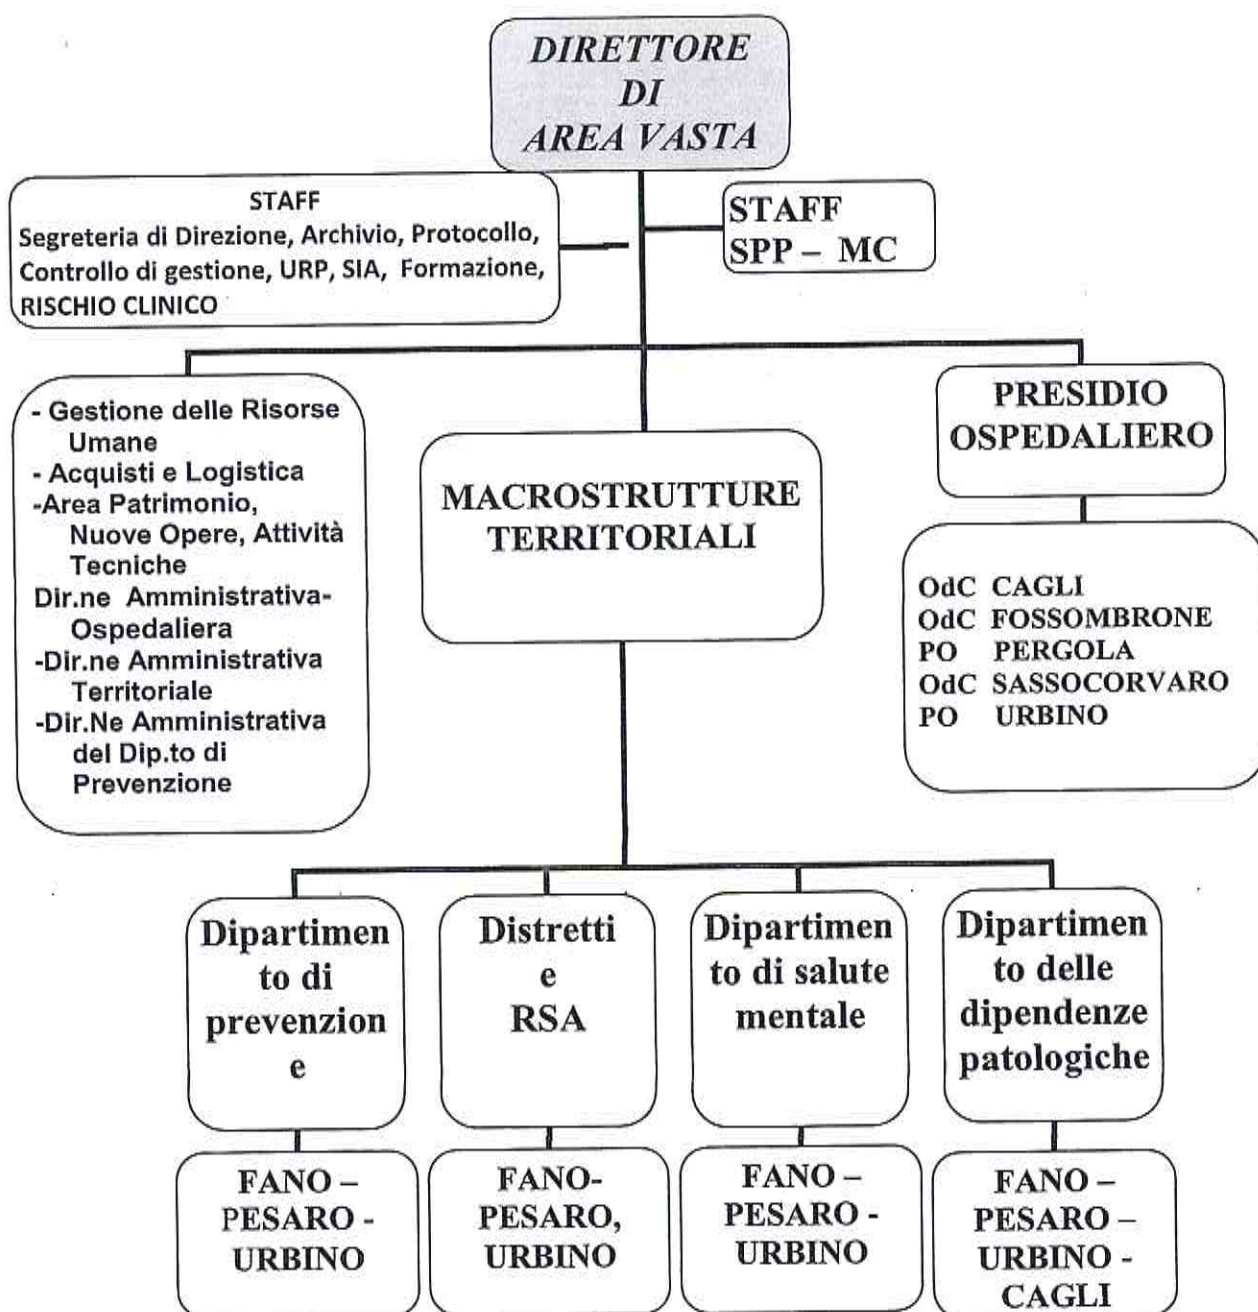 DIRETTORE
DI
AREA VASTA
STAFF
Segreteria di Direzione, Archivio, Protocollo,
Controllo di gestione, URP, SIA, Formazione,
RISCHIO CLINICO
STAFF
SPP – MC
- Gestione delle Risorse
Umane
- Acquisti e Logistica
-Area Patrimonio,
Nuove Opere, Attività
Tecniche
Dir.ne Amministrativa-
Ospedaliera
-Dir.ne Amministrativa
Territoriale
-Dir.Ne Amministrativa
del Dip.to di
Prevenzione
MACROSTRUTTURE
TERRITORIALI
PRESIDIO
OSPEDALIERO
OdC CAGLI
OdC FOSSOMBRONE
PO PERGOLA
OdC SASSOCORVARO
PO URBINO
Dipartimen
to di
prevenzion
e
Distretti
e
RSA
Dipartimen
to di salute
mentale
Dipartimen
to delle
dipendenze
patologiche
FANO –
PESARO -
URBINO
FANO-
PESARO,
URBINO
FANO –
PESARO -
URBINO
FANO –
PESARO –
URBINO -
CAGLI